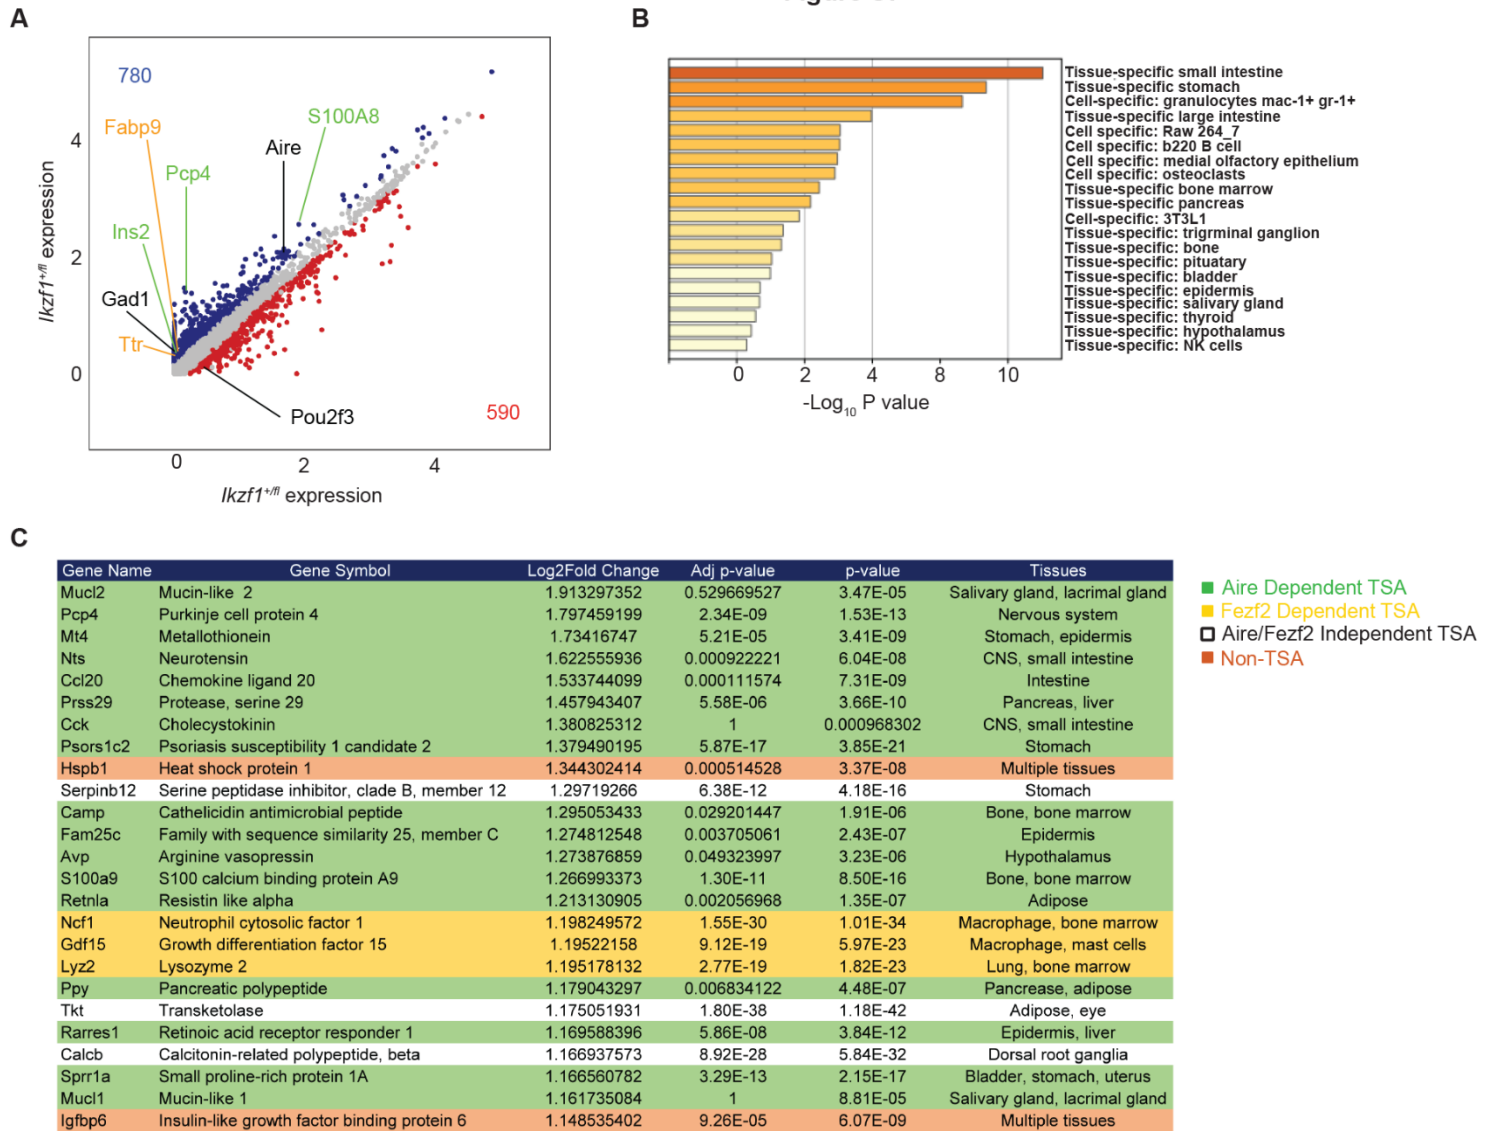 A
780
Fabp9
S100A8
Aire
Pcp4
Ins2
Gad1
Ttr
Pou2f3
590
4
2
0
0
2
4
Ikzf1+/fl expression
Ikzf1+/fl expression
B
Tissue-specific small intestine
Tissue-specific stomach
Cell-specific: granulocytes mac-1+ gr-1+
Tissue-specific large intestine
Cell specific: Raw 264_7
Cell specific: b220 B cell
Cell specific: medial olfactory epithelium
Cell specific: osteoclasts
Tissue-specific bone marrow
Tissue-specific pancreas
Cell-specific: 3T3L1
Tissue-specific: trigrminal ganglion
Tissue-specific: bone
Tissue-specific: pituatary
Tissue-specific: bladder
Tissue-specific: epidermis
Tissue-specific: salivary gland
Tissue-specific: thyroid
Tissue-specific: hypothalamus
Tissue-specific: NK cells
0 2 4 8 10
-Log10 P value
C
Gene Name Gene Symbol Log2Fold Change Adj p-value p-value Tissues
Mucl2 Mucin-like 2 1.913297352 0.529669527 3.47E-05 Salivary gland, lacrimal gland
Pcp4 Purkinje cell protein 4 1.797459199 2.34E-09 1.53E-13 Nervous system
Mt4 Metallothionein 1.73416747 5.21E-05 3.41E-09 Stomach, epidermis
Nts Neurotensin 1.622555936 0.000922221 6.04E-08 CNS, small intestine
Ccl20 Chemokine ligand 20 1.533744099 0.000111574 7.31E-09 Intestine
Prss29 Protease, serine 29 1.457943407 5.58E-06 3.66E-10 Pancreas, liver
Cck Cholecystokinin 1.380825312 1 0.000968302 CNS, small intestine
Psors1c2 Psoriasis susceptibility 1 candidate 2 1.379490195 5.87E-17 3.85E-21 Stomach
Hspb1 Heat shock protein 1 1.344302414 0.000514528 3.37E-08 Multiple tissues
Serpinb12 Serine peptidase inhibitor, clade B, member 12 1.29719266 6.38E-12 4.18E-16 Stomach
Camp Cathelicidin antimicrobial peptide 1.295053433 0.029201447 1.91E-06 Bone, bone marrow
Fam25c Family with sequence similarity 25, member C 1.274812548 0.003705061 2.43E-07 Epidermis
Avp Arginine vasopressin 1.273876859 0.049323997 3.23E-06 Hypothalamus
S100a9 S100 calcium binding protein A9 1.266993373 1.30E-11 8.50E-16 Bone, bone marrow
Retnla Resistin like alpha 1.213130905 0.002056968 1.35E-07 Adipose
Ncf1 Neutrophil cytosolic factor 1 1.198249572 1.55E-30 1.01E-34 Macrophage, bone marrow
Gdf15 Growth differentiation factor 15 1.19522158 9.12E-19 5.97E-23 Macrophage, mast cells
Lyz2 Lysozyme 2 1.195178132 2.77E-19 1.82E-23 Lung, bone marrow
Ppy Pancreatic polypeptide 1.179043297 0.006834122 4.48E-07 Pancrease, adipose
Tkt Transketolase 1.175051931 1.80E-38 1.18E-42 Adipose, eye
Rarres1 Retinoic acid receptor responder 1 1.169588396 5.86E-08 3.84E-12 Epidermis, liver
Calcb Calcitonin-related polypeptide, beta 1.166937573 8.92E-28 5.84E-32 Dorsal root ganglia
Sprr1a Small proline-rich protein 1A 1.166560782 3.29E-13 2.15E-17 Bladder, stomach, uterus
Mucl1 Mucin-like 1 1.161735084 1 8.81E-05 Salivary gland, lacrimal gland
Igfbp6 Insulin-like growth factor binding protein 6 1.148535402 9.26E-05 6.07E-09 Multiple tissues
Aire Dependent TSA
Fezf2 Dependent TSA
Aire/Fezf2 Independent TSA
Non-TSA